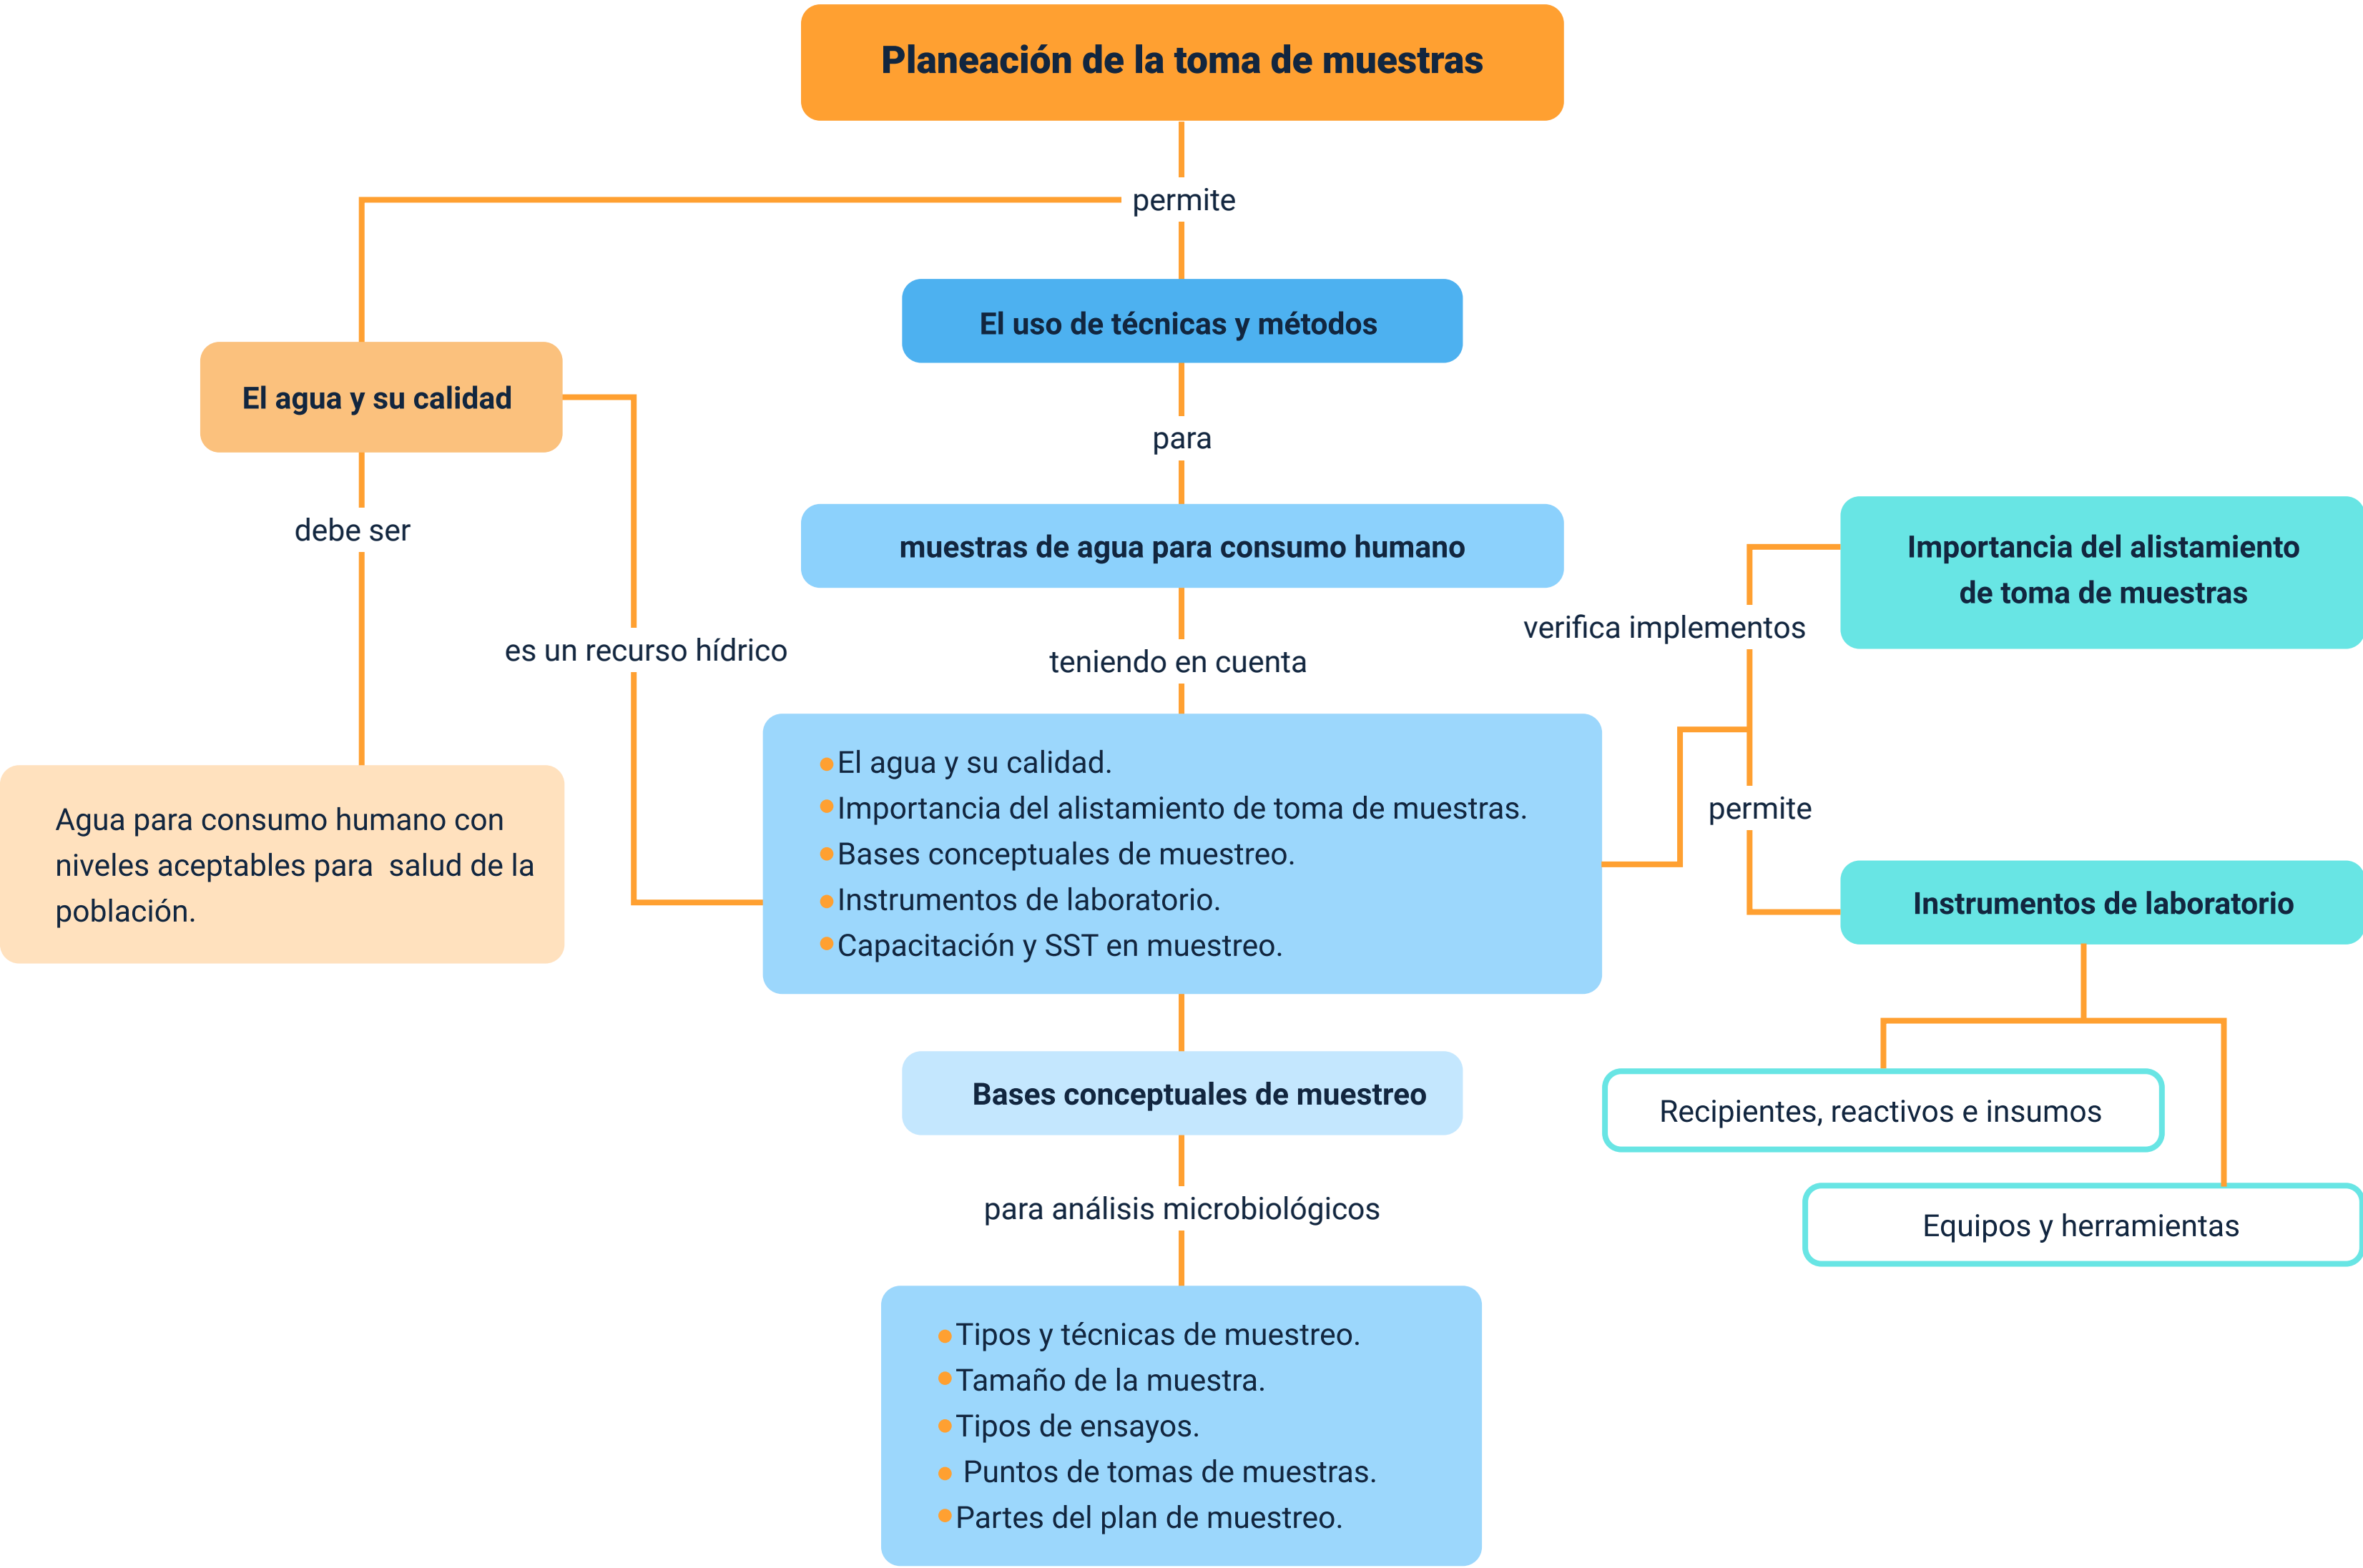 Planeación de la toma de muestras
permite
El uso de técnicas y métodos
El agua y su calidad
para
debe ser
muestras de agua para consumo humano
Importancia del alistamiento
de toma de muestras
verifica implementos
es un recurso hídrico
teniendo en cuenta
El agua y su calidad.
Importancia del alistamiento de toma de muestras.
Bases conceptuales de muestreo.
Instrumentos de laboratorio.
Capacitación y SST en muestreo.
permite
Agua para consumo humano con
niveles aceptables para  salud de la
población.
Instrumentos de laboratorio
Bases conceptuales de muestreo
Recipientes, reactivos e insumos
para análisis microbiológicos
Equipos y herramientas
Tipos y técnicas de muestreo.
Tamaño de la muestra.
Tipos de ensayos.
Puntos de tomas de muestras.
Partes del plan de muestreo.